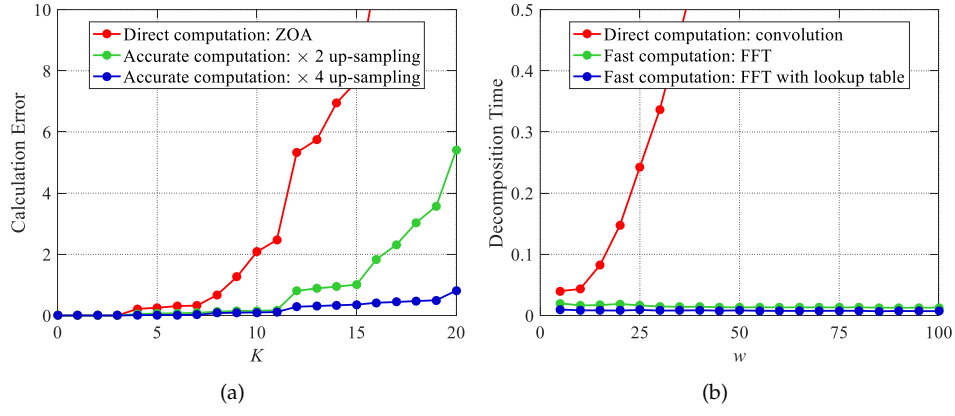 Direct computation: ZOA
Accurate computation: × 2 up-sampling
Accurate computation: × 4 up-sampling
Calculation Error
10
8
6
4
2
0
0 5 10 15 20
K
(a)
Direct computation: convolution
Fast computation: FFT
Fast computation: FFT with lookup table
Decomposition Time
0.5
0.4
0.3
0.2
0.1
0
0 25 50 75 100
w
(b)